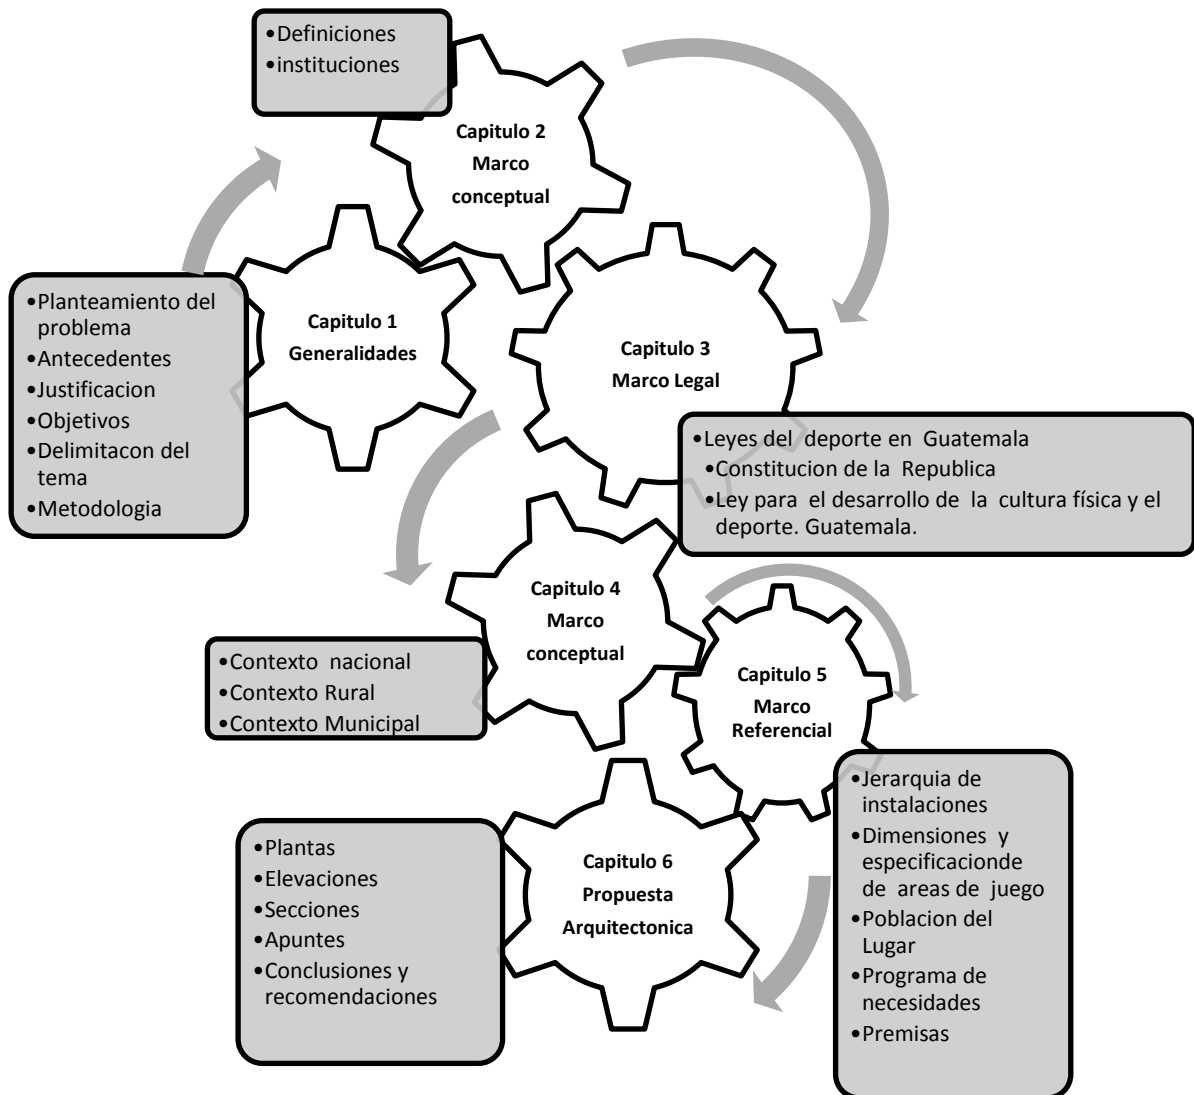 •Definiciones
•instituciones
Capitulo 2
Marco
conceptual
Capitulo 1
Generalidades
•Planteamiento del
problema
•Antecedentes
•Justificacion
•Objetivos
•Delimitacon del
tema
•Metodologia
Capitulo 3
Marco Legal
•Leyes del deporte en Guatemala
•Constitucion de la Republica
•Ley para el desarrollo de la cultura física y el
deporte. Guatemala.
Capitulo 4
Marco
conceptual
•Contexto nacional
•Contexto Rural
•Contexto Municipal
Capitulo 5
Marco
Referencial
•Jerarquia de
instalaciones
•Dimensiones y
especificacionde
de areas de juego
•Poblacion del
Lugar
•Programa de
necesidades
•Premisas
Capitulo 6
Propuesta
Arquitectonica
•Plantas
•Elevaciones
•Secciones
•Apuntes
•Conclusiones y
recomendaciones